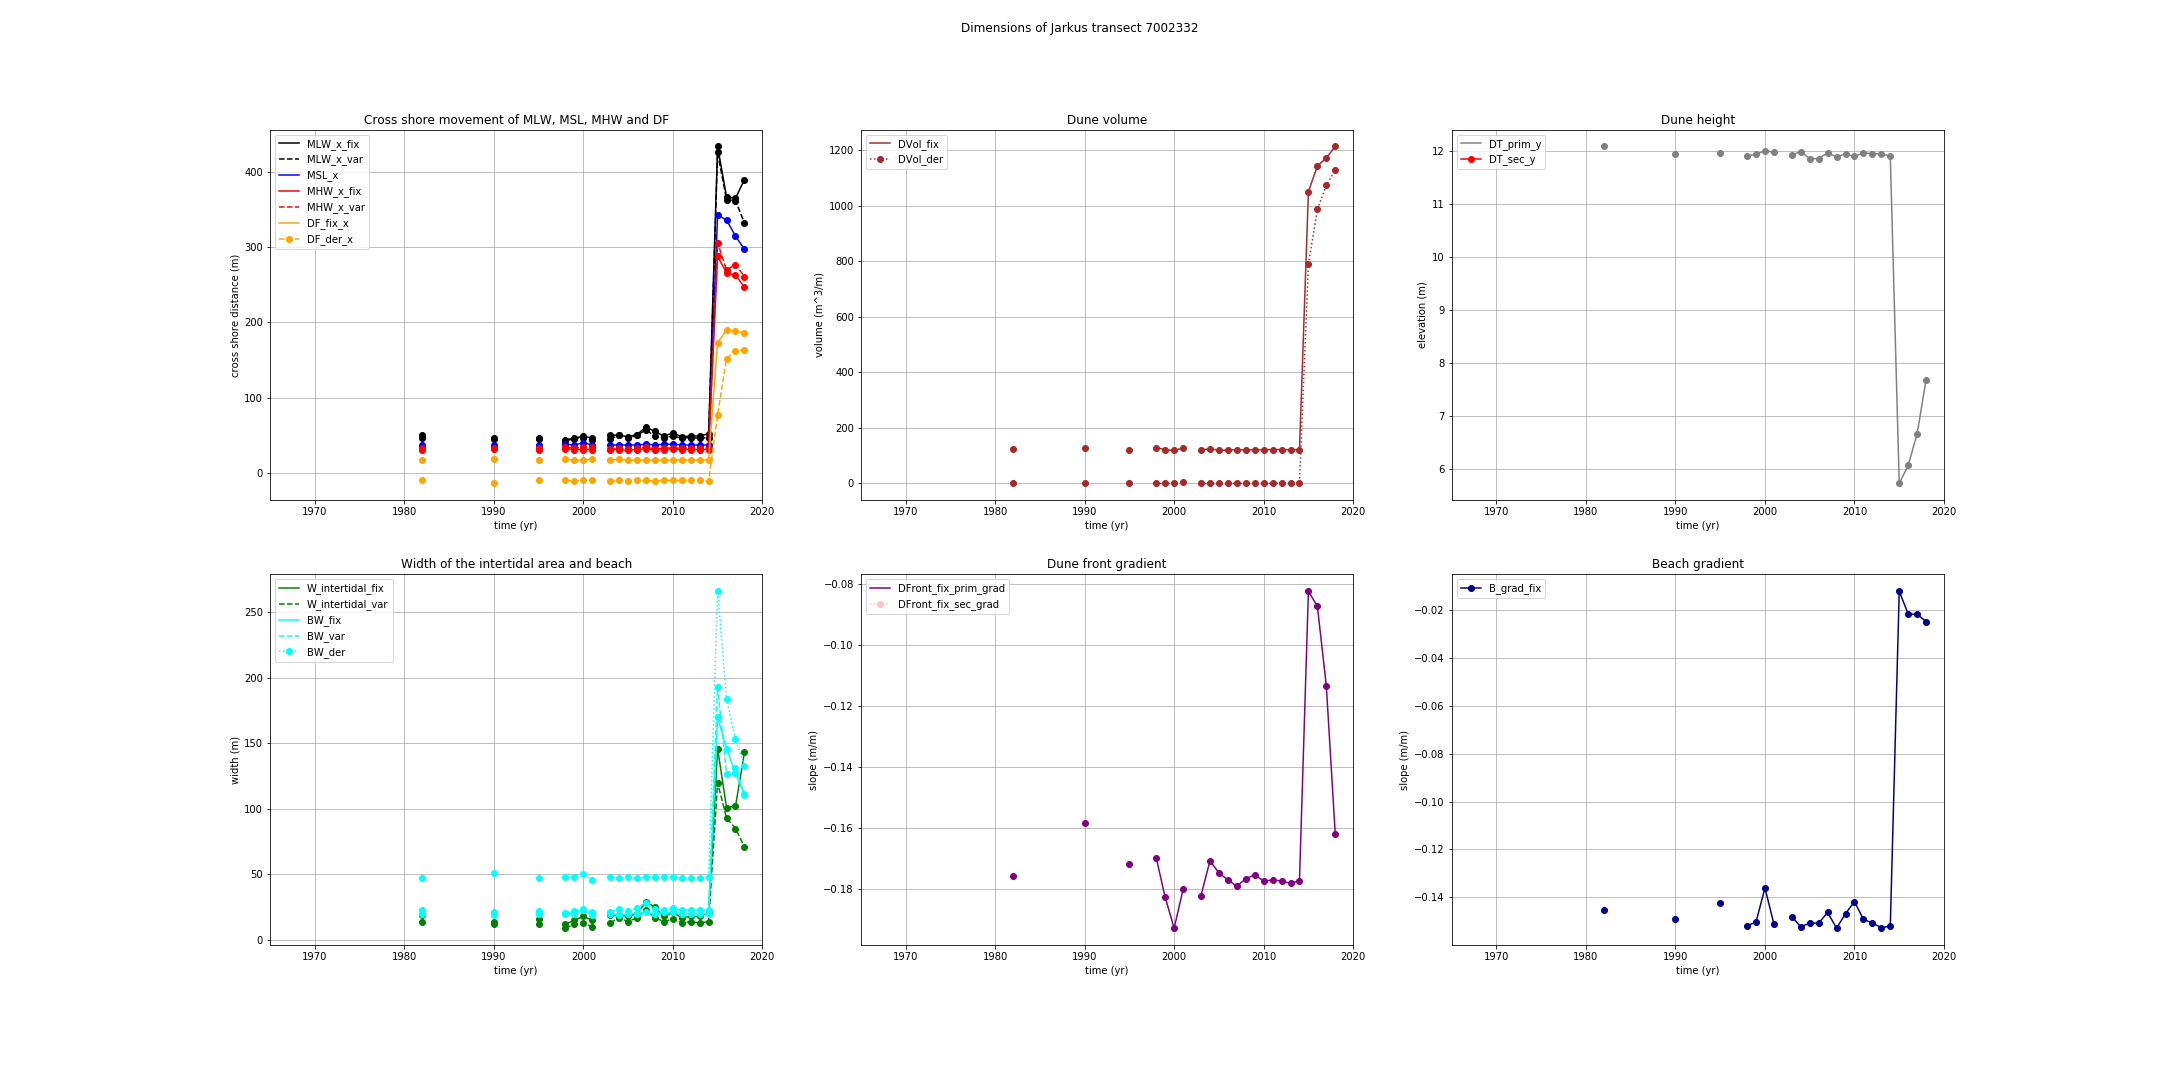 Dimensions of Jarkus transect 7002332
Cross shore movement of MLW, MSL, MHW and DF
MLW_x_fix
MLW_x_var
MSL_x
MHW_x_fix
MHW_x_var
DF_fix_x
DF_der_x
400
300
200
100
0
cross shore distance (m)
1970 1980 1990 2000 2010 2020
time (yr)
Dune volume
DVol_fix
DVol_der
1200
1000
800
600
400
200
0
volume (m^3/m)
1970 1980 1990 2000 2010 2020
time (yr)
Dune height
DT_prim_y
DT_sec_y
12
11
10
9
8
7
6
elevation (m)
1970 1980 1990 2000 2010 2020
time (yr)
Width of the intertidal area and beach
W_intertidal_fix
W_intertidal_var
BW_fix
BW_var
BW_der
250
200
150
100
50
0
width (m)
1970 1980 1990 2000 2010 2020
time (yr)
Dune front gradient
DFront_fix_prim_grad
DFront_fix_sec_grad
−0.08
−0.10
−0.12
−0.14
−0.16
−0.18
slope (m/m)
1970 1980 1990 2000 2010 2020
time (yr)
Beach gradient
B_grad_fix
−0.02
−0.04
−0.06
−0.08
−0.10
−0.12
−0.14
slope (m/m)
1970 1980 1990 2000 2010 2020
time (yr)